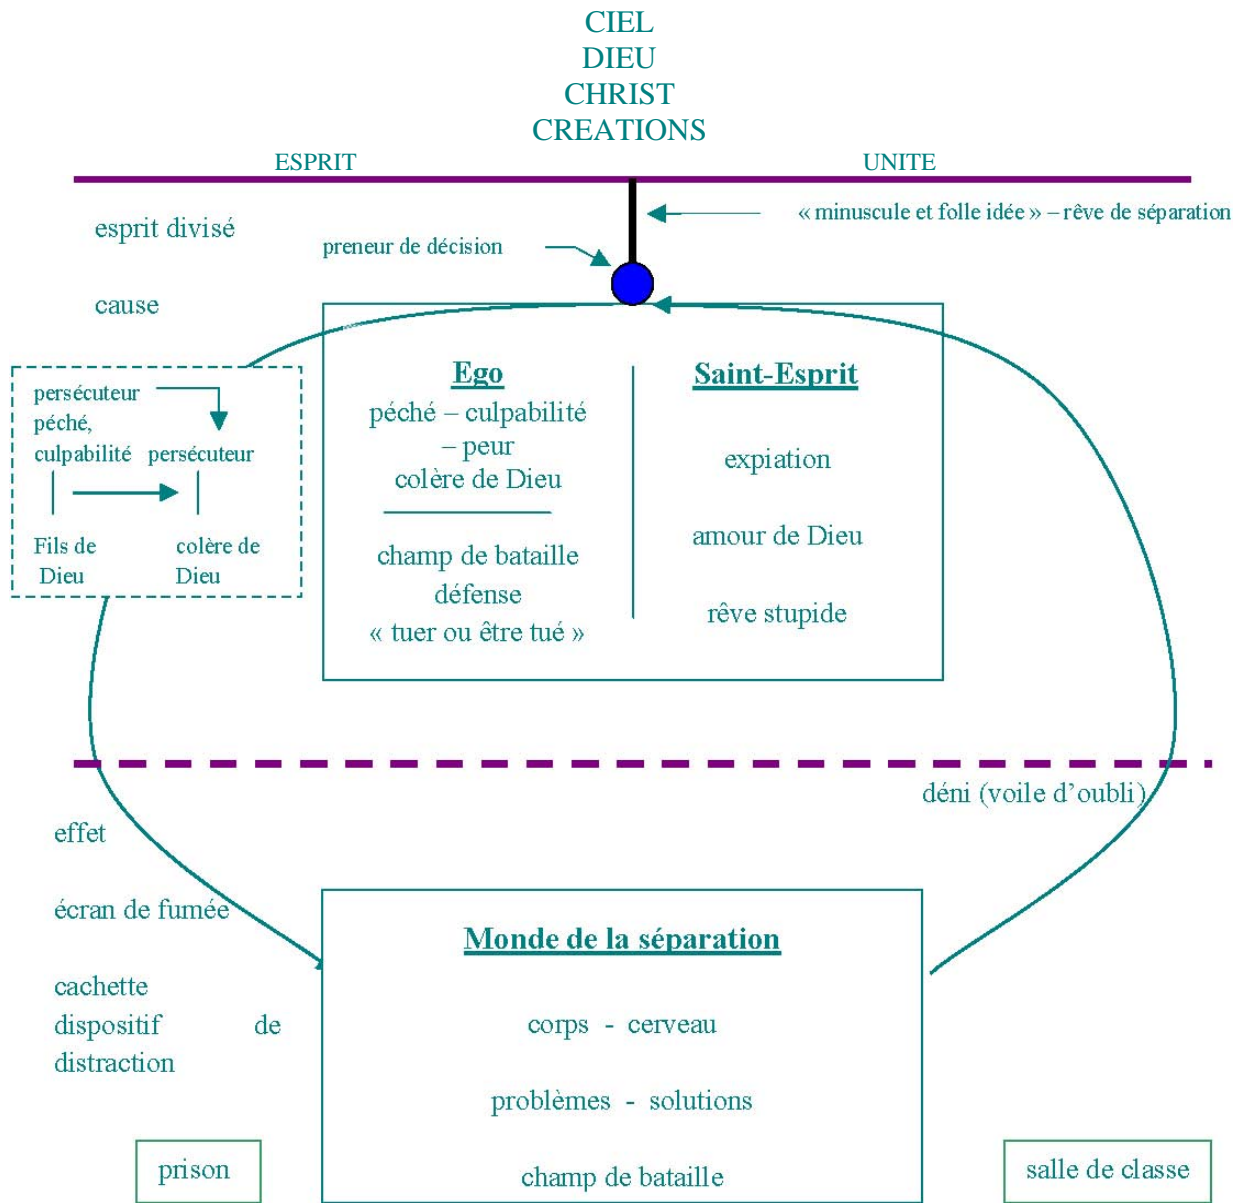 CIEL
DIEU
CHRIST
CREATIONS
ESPRIT
UNITE
« minuscule et folle idée » – rêve de séparation
esprit divisé
preneur de décision
cause
persécuteur
péché,
culpabilité
persécuteur
Fils de
Dieu
colère de
Dieu
Ego
péché – culpabilité
– peur
colère de Dieu
champ de bataille
défense
« tuer ou être tué »
Saint-Esprit
expiation
amour de Dieu
rêve stupide
déni (voile d’oubli)
effet
écran de fumée
cachette
dispositif de
distraction
Monde de la séparation
corps - cerveau
problèmes - solutions
champ de bataille
prison
salle de classe